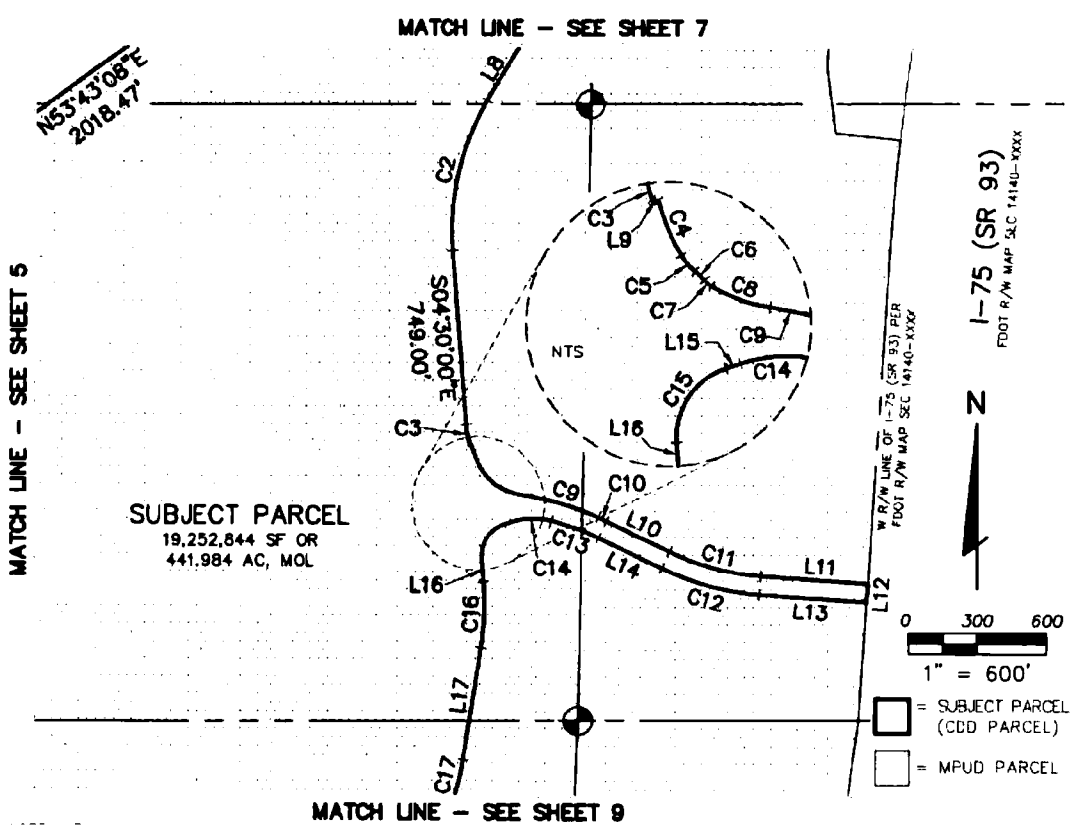 MATCH LINE - SEE SHEET 7
N53°43'08"E
2018.47'
L8
C2
MATCH LINE - SEE SHEET 5
S04°30'00"E
749.00'
C3
C3
L9
C4
C6
C5
C7
C8
C9
NTS
L15
C14
C15
L16
I-75 (SR 93)
FDOT R/W MAP SEC 14140-XXXX
W R/W LINE OF I-75 (SR 93) PER
FDOT R/W MAP SEC 14140-XXXX
N
SUBJECT PARCEL
19,252,844 SF OR
441.984 AC, MOL
C9
C10
L10
C13
C14
L14
C11
C12
L11
L13
L12
L16
C16
L17
C17
0 300 600
1" = 600'
= SUBJECT PARCEL
(CDD PARCEL)
= MPUD PARCEL
MATCH LINE - SEE SHEET 9